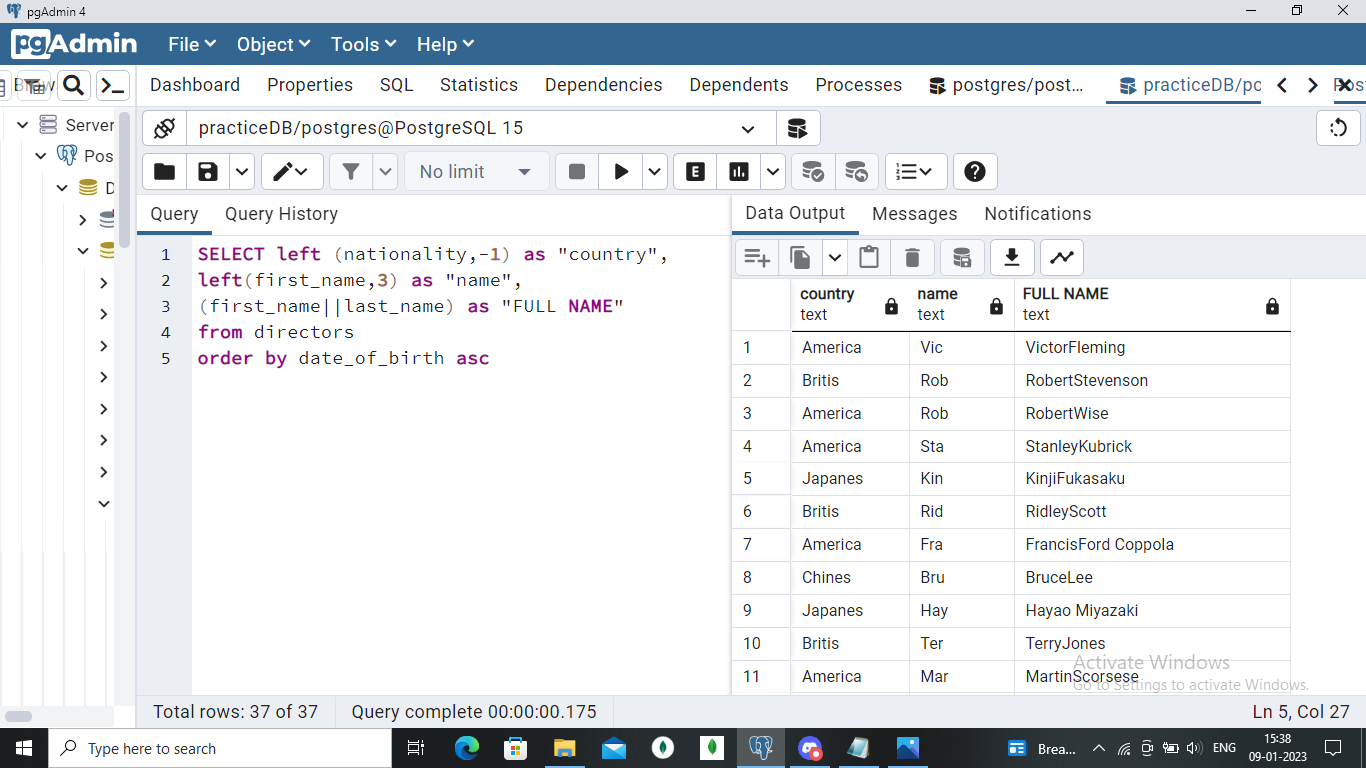 pgAdmin 4
pgAdmin File Object Tools Help
Dashboard Properties SQL Statistics Dependencies Dependents Processes postgres/post... practiceDB/po
Server
Pos
D
practiceDB/postgres@PostgreSQL 15
No limit
Query Query History
1 SELECT left (nationality,-1) as "country",
2 left(first_name,3) as "name",
3 (first_name||last_name) as "FULL NAME"
4 from directors
5 order by date_of_birth asc
Data Output Messages Notifications
country name FULL NAME
text text text
1 America Vic VictorFleming
2 Britis Rob RobertStevenson
3 America Rob RobertWise
4 America Sta StanleyKubrick
5 Japanes Kin KinjiFukasaku
6 Britis Rid RidleyScott
7 America Fra FrancisFord Coppola
8 Chines Bru BruceLee
9 Japanes Hay Hayao Miyazaki
10 Britis Ter TerryJones
11 America Mar MartinScorsese
Activate Windows
Go to Settings to activate Windows.
Total rows: 37 of 37 Query complete 00:00:00.175 Ln 5, Col 27
Type here to search Brea... ENG 15:38
09-01-2023